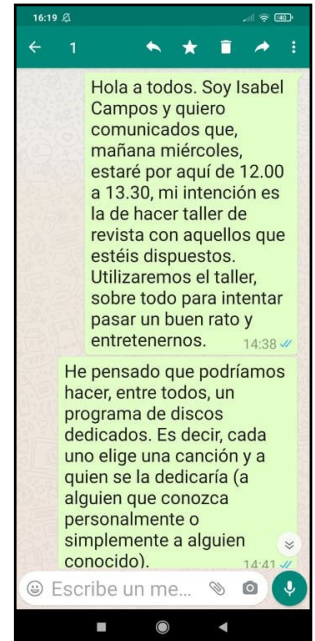 16:19
40
1
Hola a todos. Soy Isabel
Campos y quiero
comunicados que,
mañana miércoles,
estaré por aquí de 12.00
a 13.30, mi intención es
la de hacer taller de
revista con aquellos que
estéis dispuestos.
Utilizaremos el taller,
sobre todo para intentar
pasar un buen rato y
entretenernos. 14:38
He pensado que podríamos
hacer, entre todos, un
programa de discos
dedicados. Es decir, cada
uno elige una canción y a
quien se la dedicaría (a
alguien que conozca
personalmente o
simplemente a alguien
conocido). 14:41
Escribe un me...